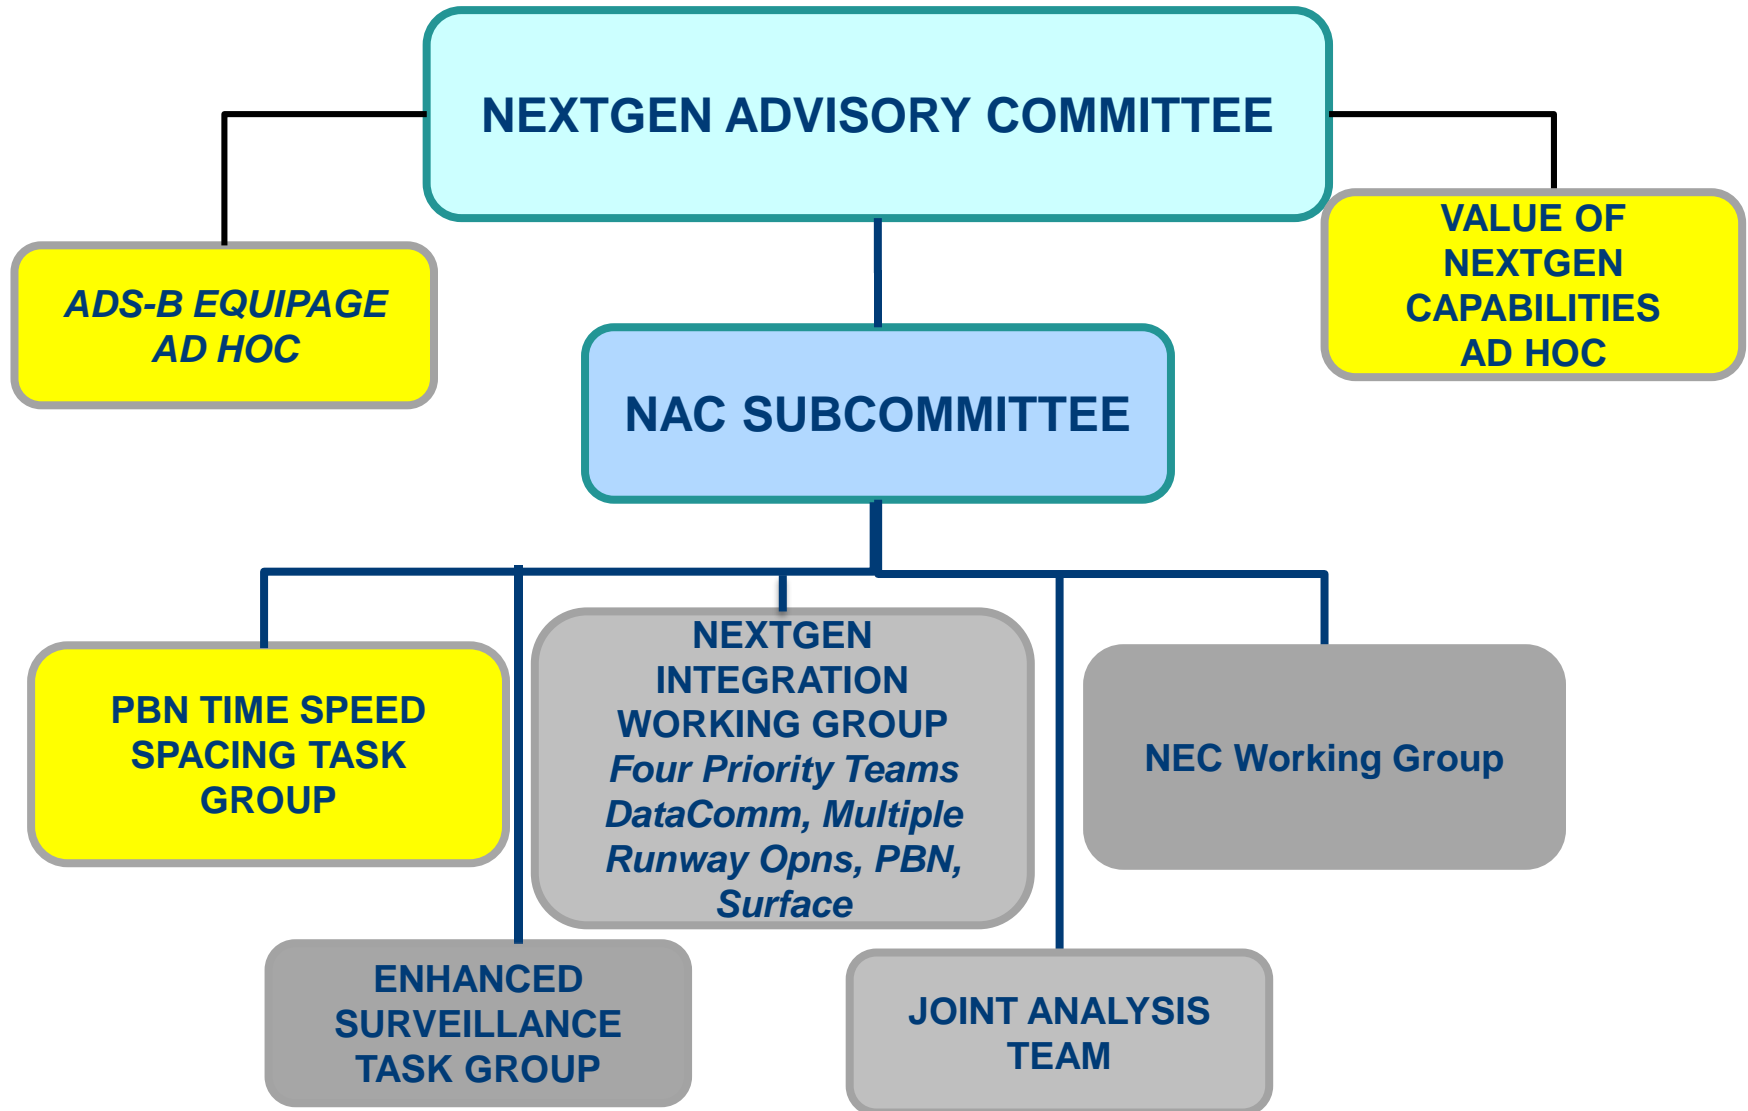 NEXTGEN ADVISORY COMMITTEE
ADS-B EQUIPAGE
AD HOC
VALUE OF
NEXTGEN
CAPABILITIES
AD HOC
NAC SUBCOMMITTEE
PBN TIME SPEED
SPACING TASK
GROUP
NEXTGEN
INTEGRATION
WORKING GROUP
Four Priority Teams
DataComm, Multiple
Runway Opns, PBN,
Surface
NEC Working Group
ENHANCED
SURVEILLANCE
TASK GROUP
JOINT ANALYSIS
TEAM